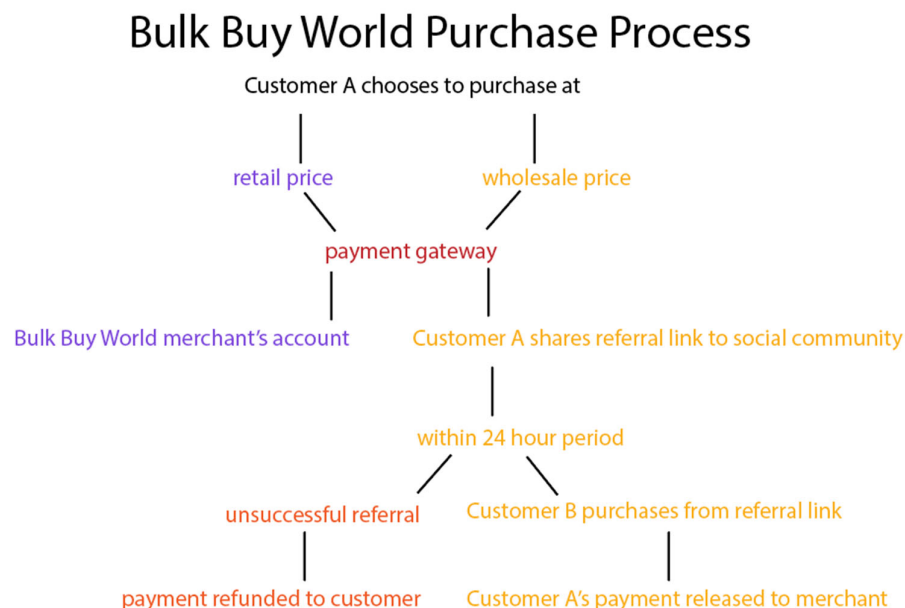 Bulk Buy World Purchase Process
Customer A chooses to purchase at
retail price
wholesale price
payment gateway
Bulk Buy World merchant's account
Customer A shares referral link to social community
within 24 hour period
unsuccessful referral
Customer B purchases from referral link
payment refunded to customer
Customer A's payment released to merchant